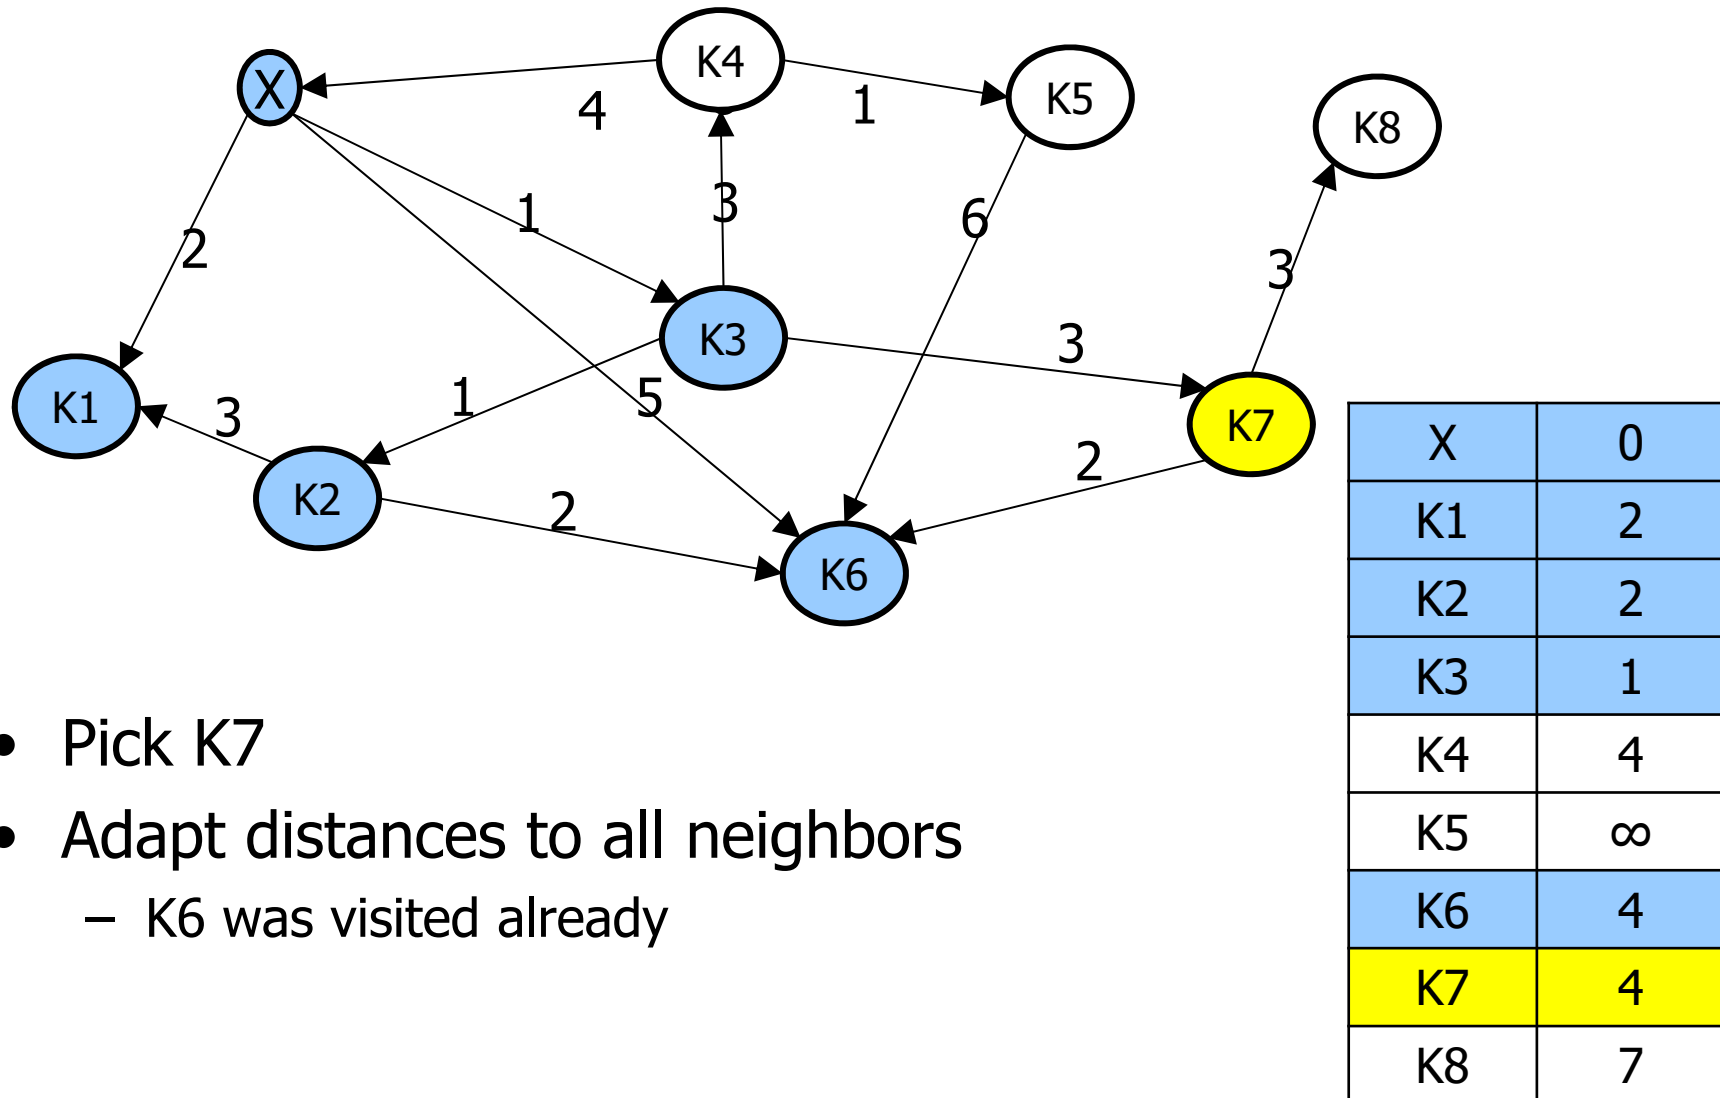 K4
X
K5
K8
4
1
1
3
6
2
3
K3
3
K1
3
1
5
K7
2
K2
2
K6
X 0
K1 2
K2 2
K3 1
K4 4
K5 ∞
K6 4
K7 4
K8 7
• Pick K7
• Adapt distances to all neighbors
– K6 was visited already